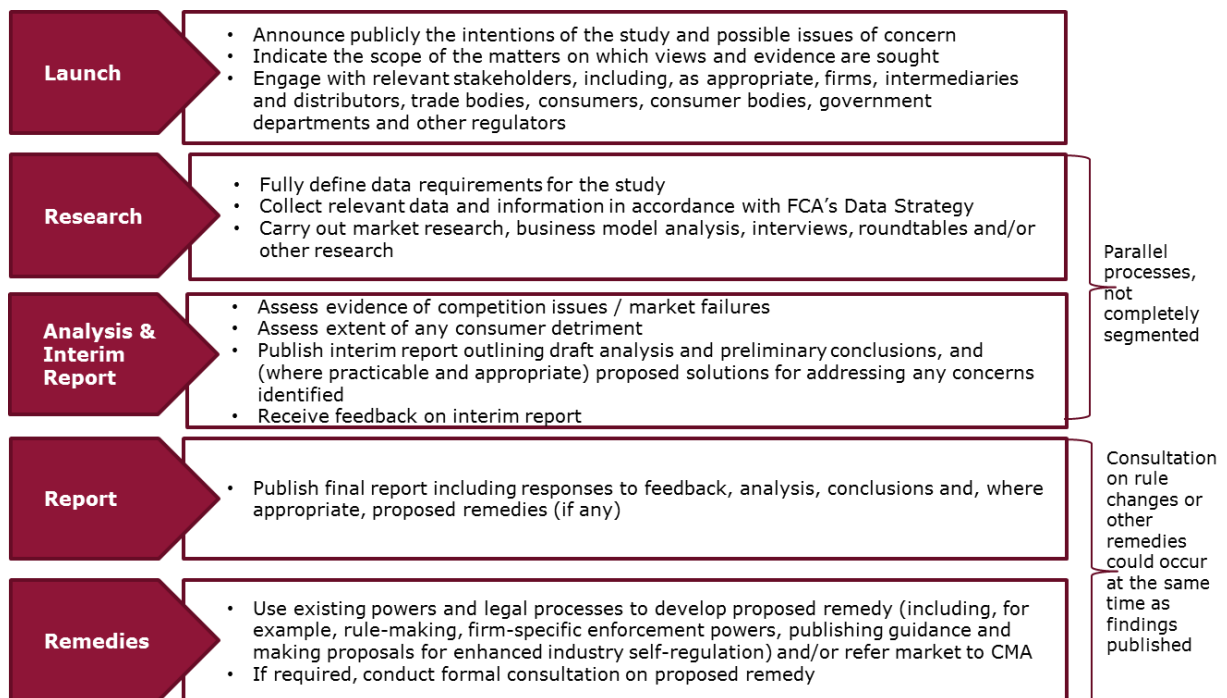 Launch
• Announce publicly the intentions of the study and possible issues of concern
• Indicate the scope of the matters on which views and evidence are sought
• Engage with relevant stakeholders, including, as appropriate, firms, intermediaries
and distributors, trade bodies, consumers, consumer bodies, government
departments and other regulators
Research
• Fully define data requirements for the study
• Collect relevant data and information in accordance with FCA's Data Strategy
• Carry out market research, business model analysis, interviews, roundtables and/or
other research
Analysis &
Interim
Report
• Assess evidence of competition issues / market failures
• Assess extent of any consumer detriment
• Publish interim report outlining draft analysis and preliminary conclusions, and
(where practicable and appropriate) proposed solutions for addressing any concerns
identified
• Receive feedback on interim report
Parallel
processes,
not
completely
segmented
Report
• Publish final report including responses to feedback, analysis, conclusions and, where
appropriate, proposed remedies (if any)
Remedies
• Use existing powers and legal processes to develop proposed remedy (including, for
example, rule-making, firm-specific enforcement powers, publishing guidance and
making proposals for enhanced industry self-regulation) and/or refer market to CMA
• If required, conduct formal consultation on proposed remedy
Consultation
on rule
changes or
other
remedies
could occur
at the same
time as
findings
published